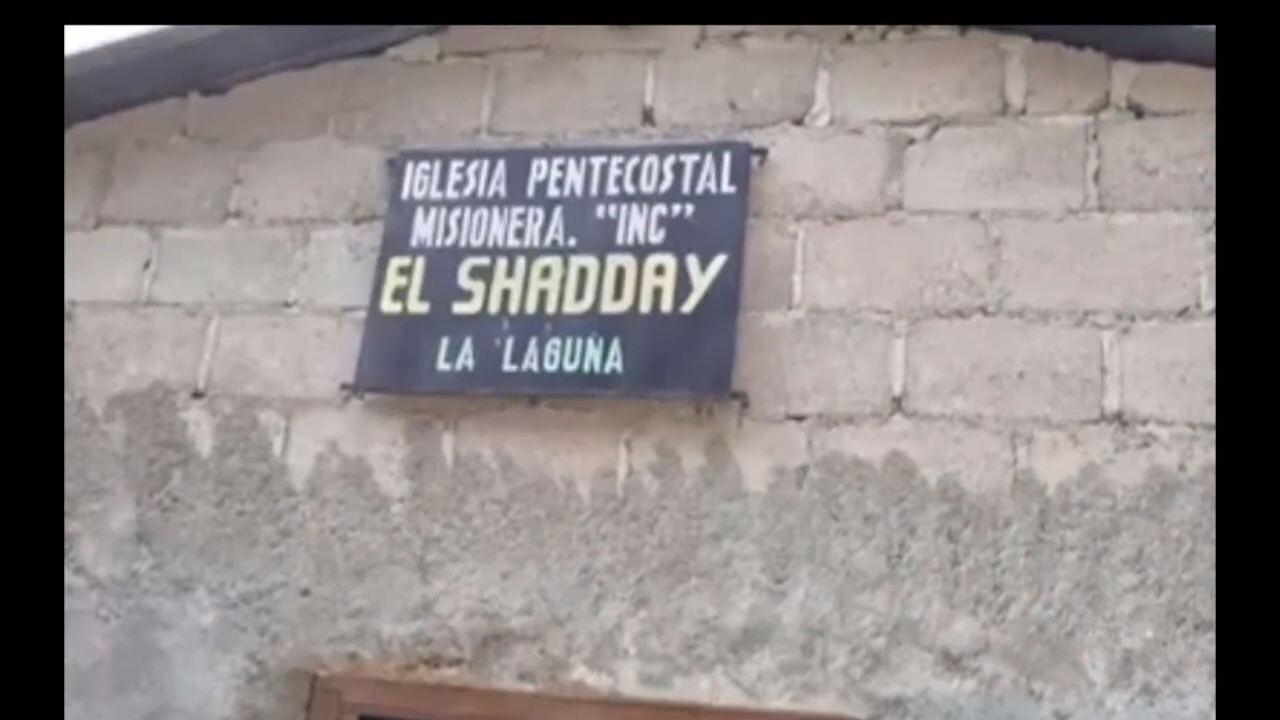 IGLESIA PENTECOSTAL
MISIONERA. "INC"
EL SHADDAY
LA LAGUNA